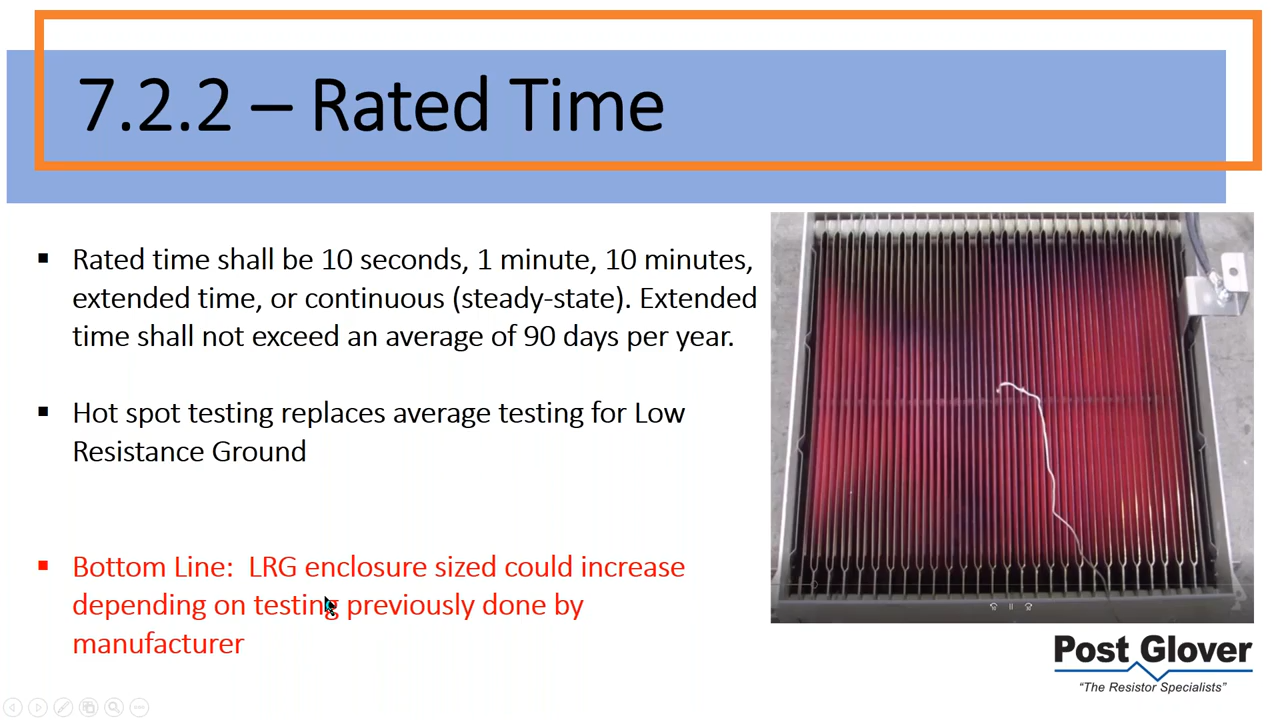 7.2.2 – Rated Time
▪ Rated time shall be 10 seconds, 1 minute, 10 minutes,
extended time, or continuous (steady-state). Extended
time shall not exceed an average of 90 days per year.
▪ Hot spot testing replaces average testing for Low
Resistance Ground
▪ Bottom Line:  LRG enclosure sized could increase
depending on testing previously done by
manufacturer
Post Glover
“The Resistor Specialists”